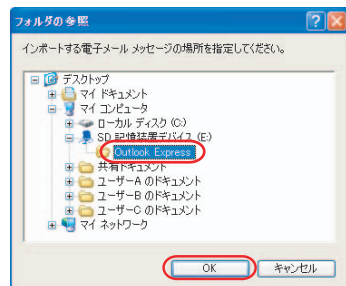 フォルダの参照
インポートする電子メール メッセージの場所を指定してください。
デスクトップ
マイ ドキュメント
マイ コンピュータ
ローカル ディスク (C:)
SD 記憶装置デバイス (E:)
Outlook Express
共有ドキュメント
ユーザーA のドキュメント
ユーザーB のドキュメント
ユーザーC のドキュメント
マイ ネットワーク
OK キャンセル